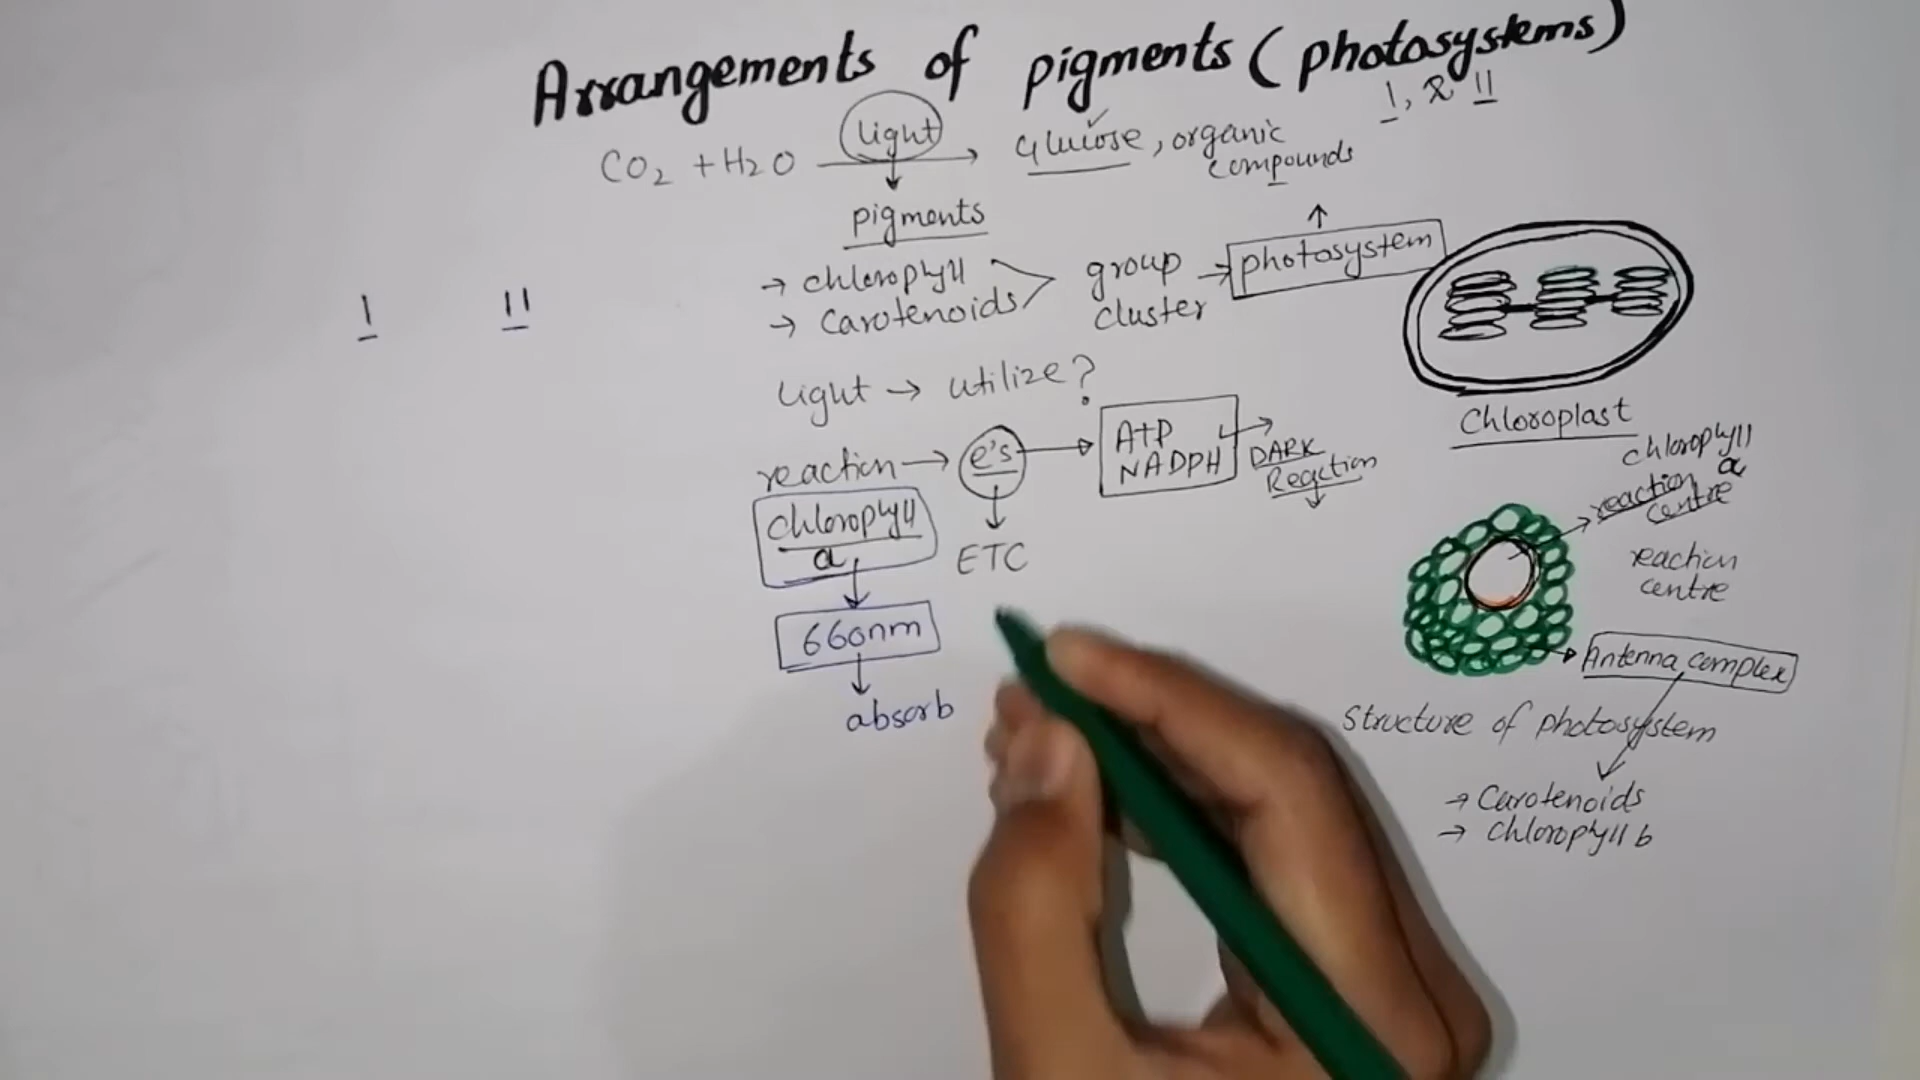 Arrangements of pigments (photosystems)
I, & II
CO2 + H2O light → Glucose, organic compounds
pigments
→ chlorophyll
→ Carotenoids
group
cluster
→ photosystem
I II
light → utilize?
reaction → e's →
ATP
NADPH
DARK
Reaction
chlorophyll
a
ETC
660nm
absorb
Chloroplast
chlorophyll
a
reaction
centre
reaction
centre
Antenna complex
Structure of photosystem
→ Carotenoids
→ chlorophyll b